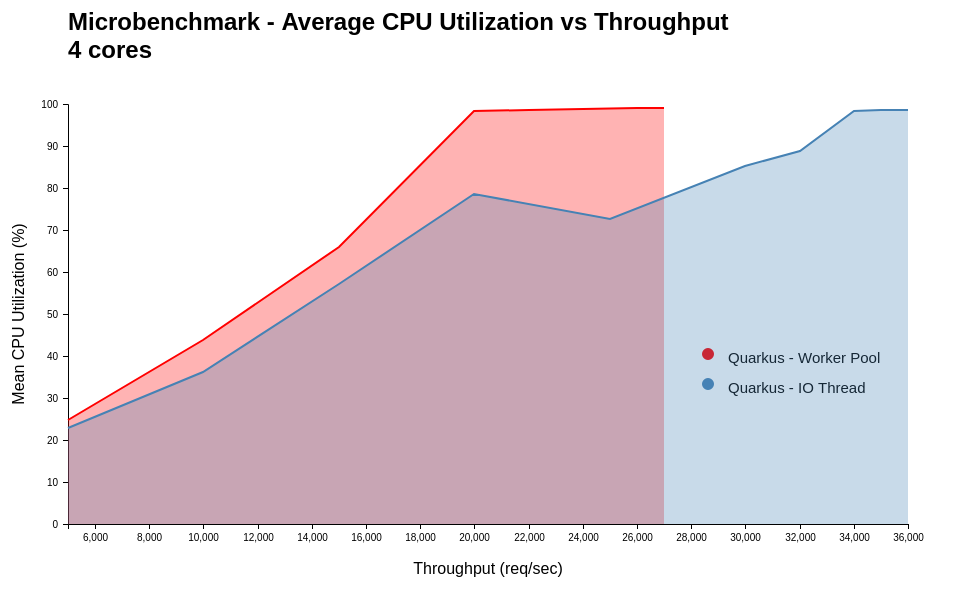 Microbenchmark - Average CPU Utilization vs Throughput
4 cores
100
90
80
70
60
50
40
30
20
10
0
Mean CPU Utilization (%)
Quarkus - Worker Pool
Quarkus - IO Thread
6,000 8,000 10,000 12,000 14,000 16,000 18,000 20,000 22,000 24,000 26,000 28,000 30,000 32,000 34,000 36,000
Throughput (req/sec)